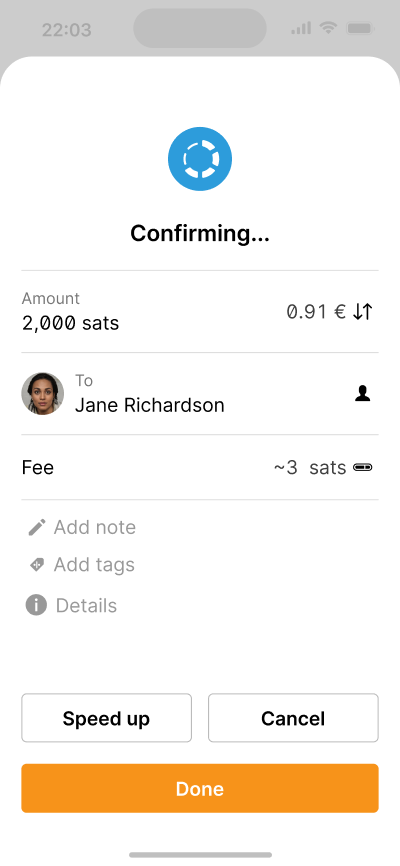 22:03
Confirming...
Amount
2,000 sats
0.91 €
To
Jane Richardson
Fee
~3 sats
Add note
Add tags
Details
Speed up
Cancel
Done